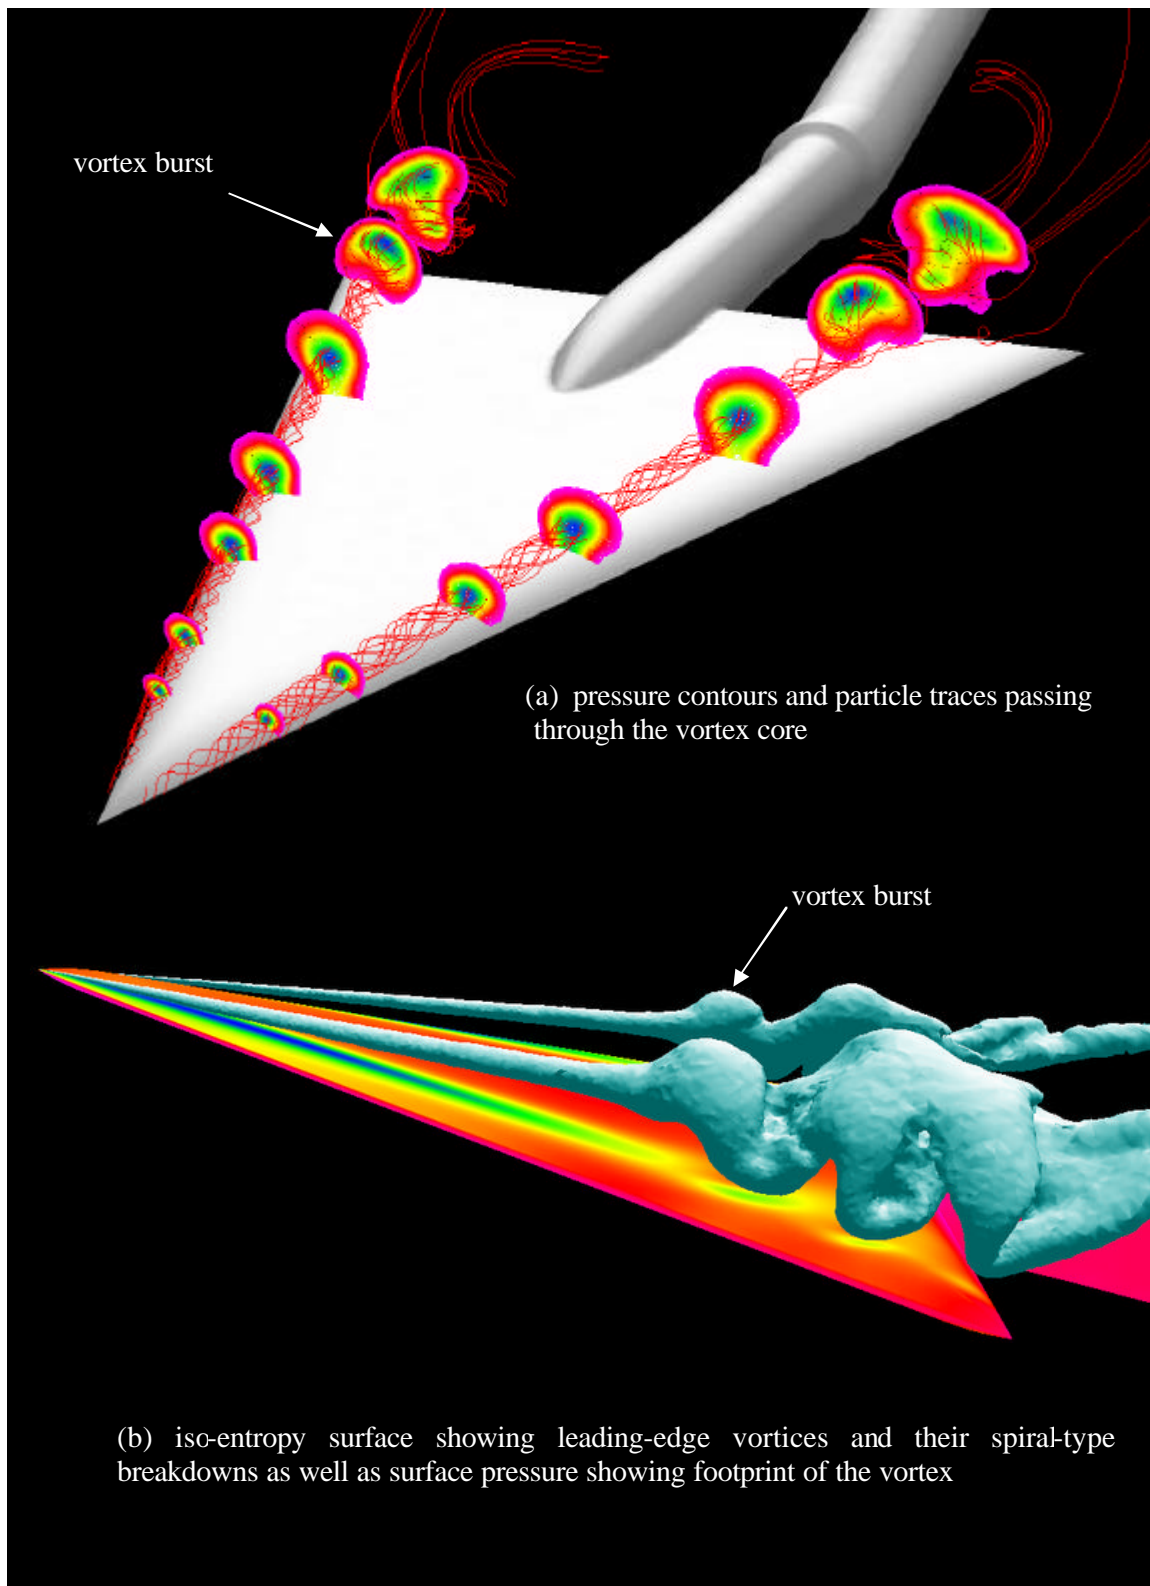 vortex burst
(a) pressure contours and particle traces passing
through the vortex core
vortex burst
(b) iso-entropy surface showing leading-edge vortices and their spiral-type
breakdowns as well as surface pressure showing footprint of the vortex